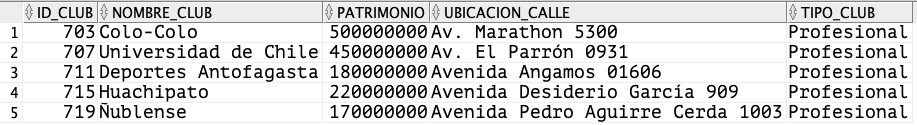 ID_CLUB NOMBRE_CLUB PATRIMONIO UBICACION_CALLE TIPO_CLUB
1 703 Colo-Colo 500000000 Av. Marathon 5300 Profesional
2 707 Universidad de Chile 450000000 Av. El Parrón 0931 Profesional
3 711 Deportes Antofagasta 180000000 Avenida Angamos 01606 Profesional
4 715 Huachipato 220000000 Avenida Desiderio García 909 Profesional
5 719 Ñublense 170000000 Avenida Pedro Aguirre Cerda 1003 Profesional